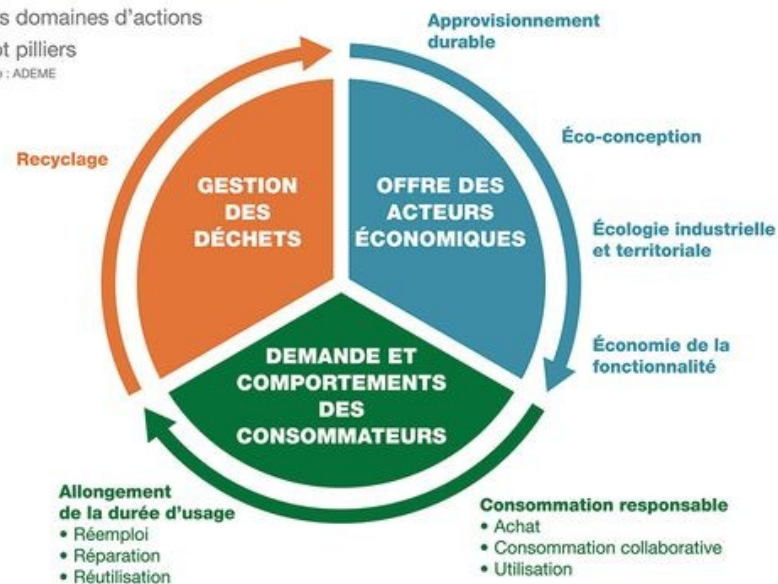 domaines d'actions
pilliers
: ADEME
Approvisionnement
durable
Éco-conception
Écologie industrielle
et territoriale
Économie de la
fonctionnalité
Recyclage
GESTION
DES
DÉCHETS
OFFRE DES
ACTEURS
ÉCONOMIQUES
DEMANDE ET
COMPORTEMENTS
DES
CONSOMMATEURS
Allongement
de la durée d'usage
• Réemploi
• Réparation
• Réutilisation
Consommation responsable
• Achat
• Consommation collaborative
• Utilisation